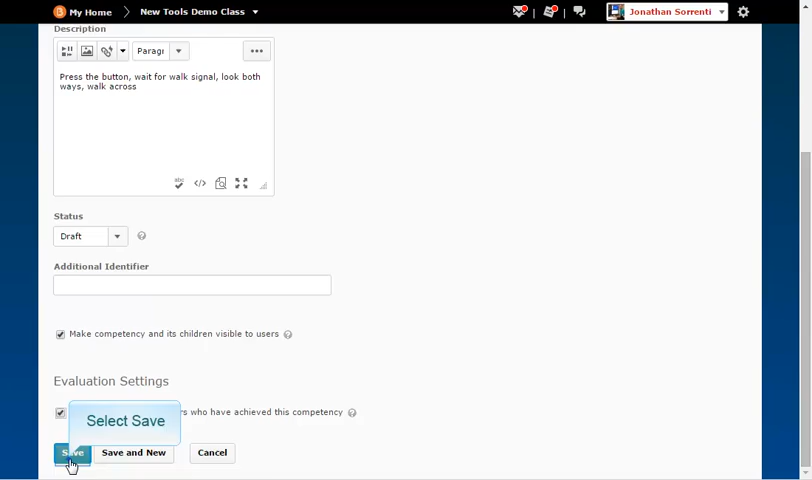 My Home New Tools Demo Class Jonathan Sorrenti
Description
Paragr
Press the button, wait for walk signal, look both
ways, walk across
abc
Status
Draft
Additional Identifier
Make competency and its children visible to users
Evaluation Settings
who have achieved this competency
Select Save
Save Save and New Cancel